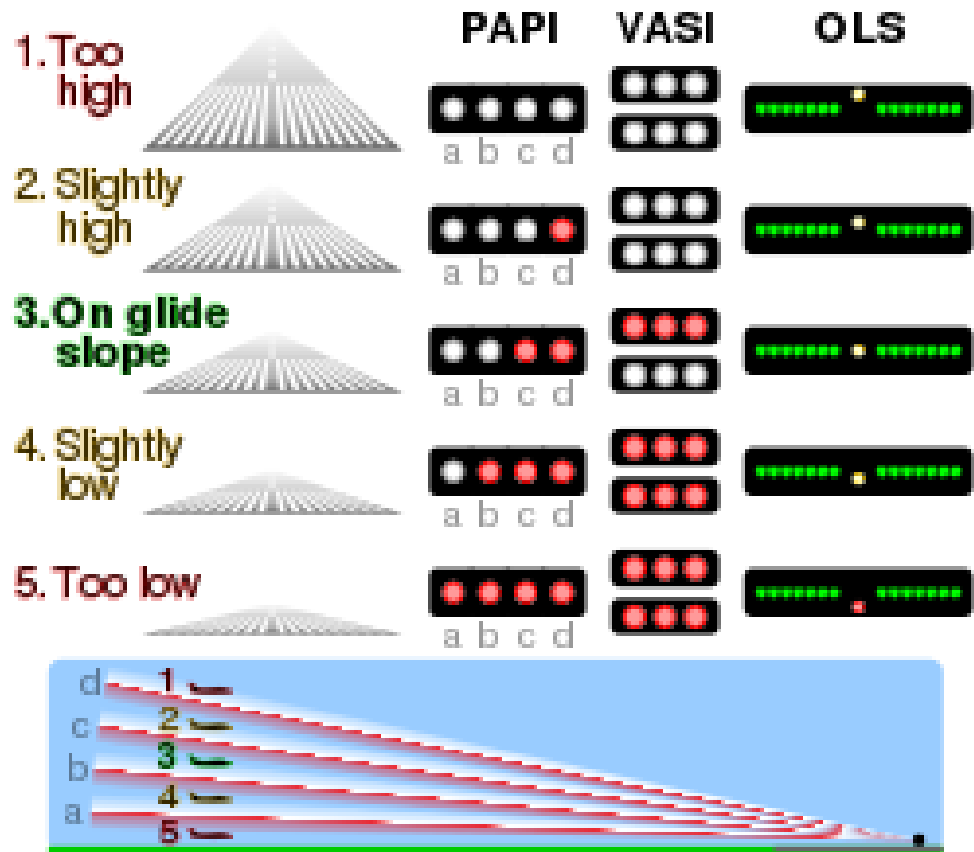 PAPI VASI OLS
1.Too
high
a b c d
2. Slightly
high
a b c d
3.On glide
slope
a b c d
4. Slightly
low
a b c d
5. Too low
a b c d
d 1
c 2
3
b
4
a
5